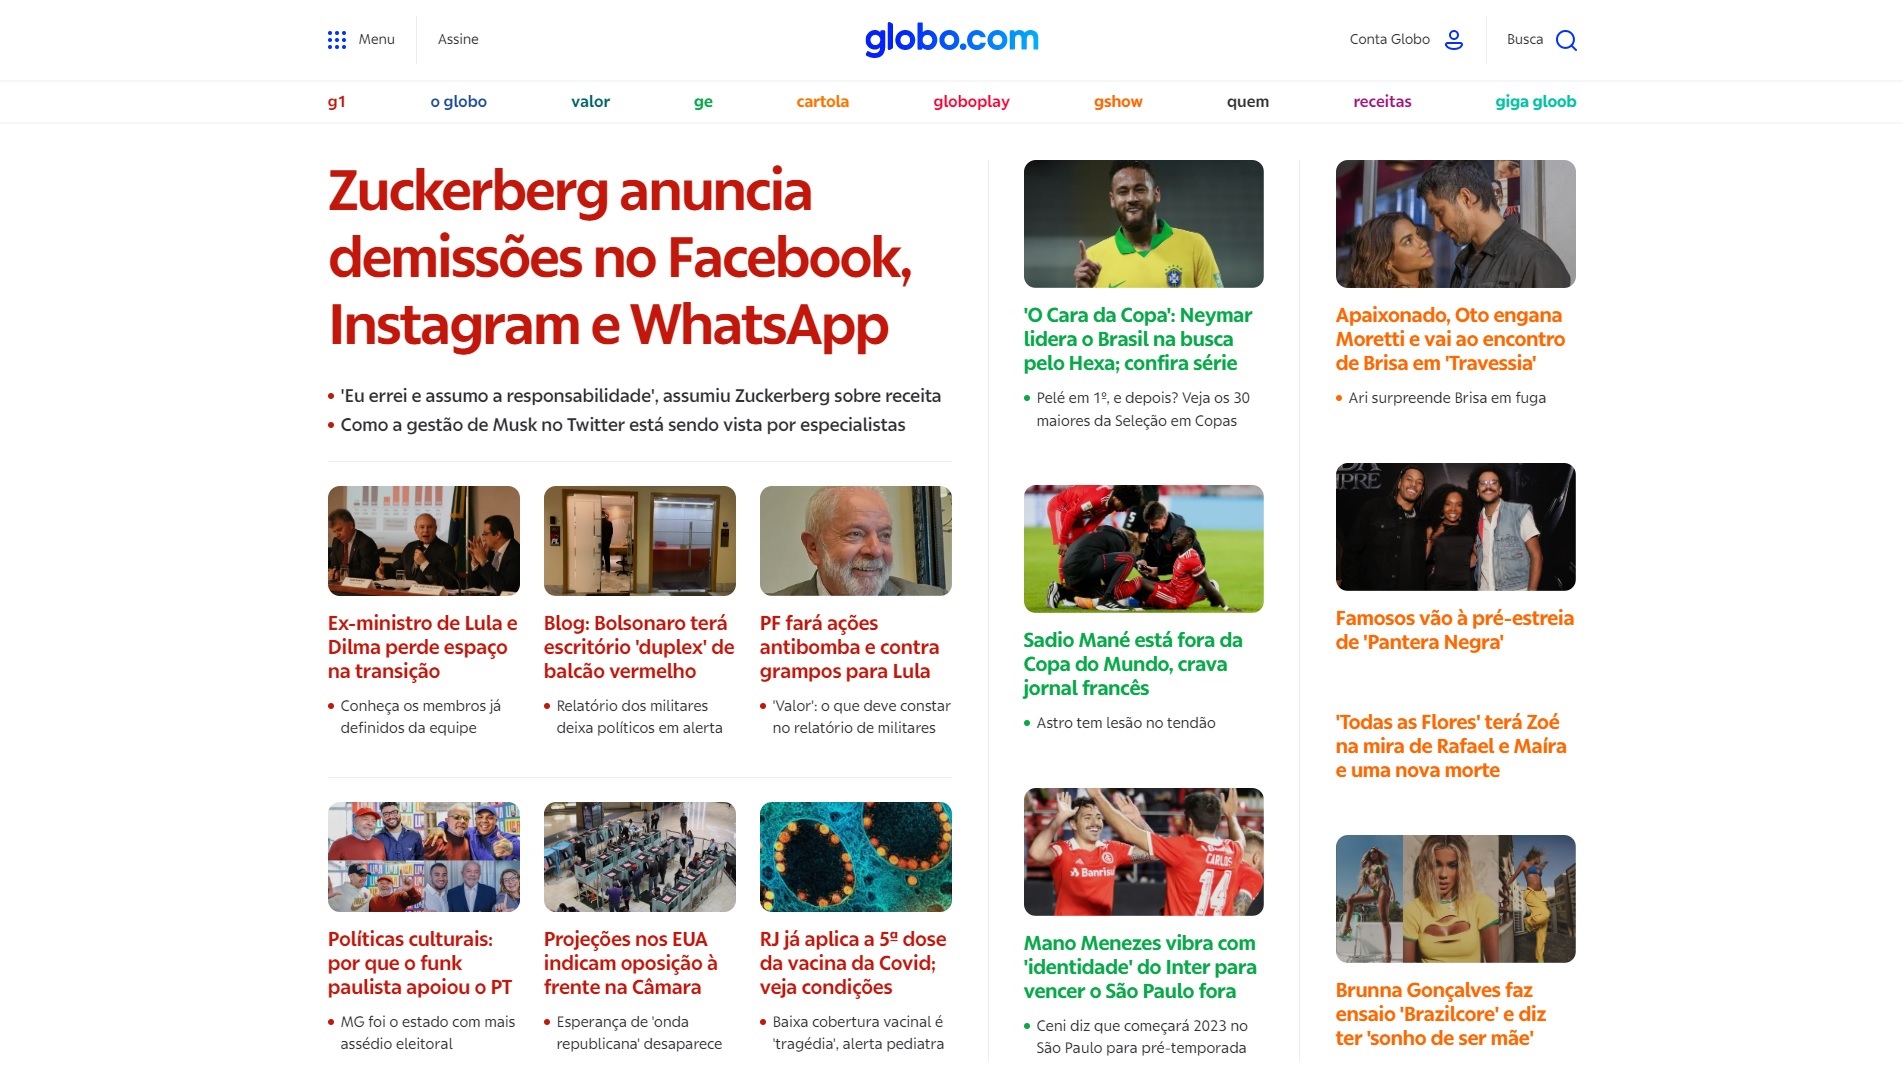 Menu
Assine
globo.com
Conta Globo
Busca
g1
o globo
valor
ge
cartola
globoplay
gshow
quem
receitas
giga gloob
Zuckerberg anuncia
demissões no Facebook,
Instagram e WhatsApp
'Eu errei e assumo a responsabilidade', assumiu Zuckerberg sobre receita
Como a gestão de Musk no Twitter está sendo vista por especialistas
Ex-ministro de Lula e
Dilma perde espaço
na transição
Conheça os membros já
definidos da equipe
Blog: Bolsonaro terá
escritório 'duplex' de
balcão vermelho
Relatório dos militares
deixa políticos em alerta
PF fará ações
antibomba e contra
grampos para Lula
'Valor': o que deve constar
no relatório de militares
Políticas culturais:
por que o funk
paulista apoiou o PT
MG foi o estado com mais
assédio eleitoral
Projeções nos EUA
indicam oposição à
frente na Câmara
Esperança de 'onda
republicana' desaparece
RJ já aplica a 5ª dose
da vacina da Covid;
veja condições
Baixa cobertura vacinal é
'tragédia', alerta pediatra
'O Cara da Copa': Neymar
lidera o Brasil na busca
pelo Hexa; confira série
Pelé em 1º, e depois? Veja os 30
maiores da Seleção em Copas
Sadio Mané está fora da
Copa do Mundo, crava
jornal francês
Astro tem lesão no tendão
Banrisu
CARLOS
14
Mano Menezes vibra com
'identidade' do Inter para
vencer o São Paulo fora
Ceni diz que começará 2023 no
São Paulo para pré-temporada
Apaixonado, Oto engana
Moretti e vai ao encontro
de Brisa em 'Travessia'
Ari surpreende Brisa em fuga
Famosos vão à pré-estreia
de 'Pantera Negra'
'Todas as Flores' terá Zoé
na mira de Rafael e Maíra
e uma nova morte
Brunna Gonçalves faz
ensaio 'Brazilcore' e diz
ter 'sonho de ser mãe'